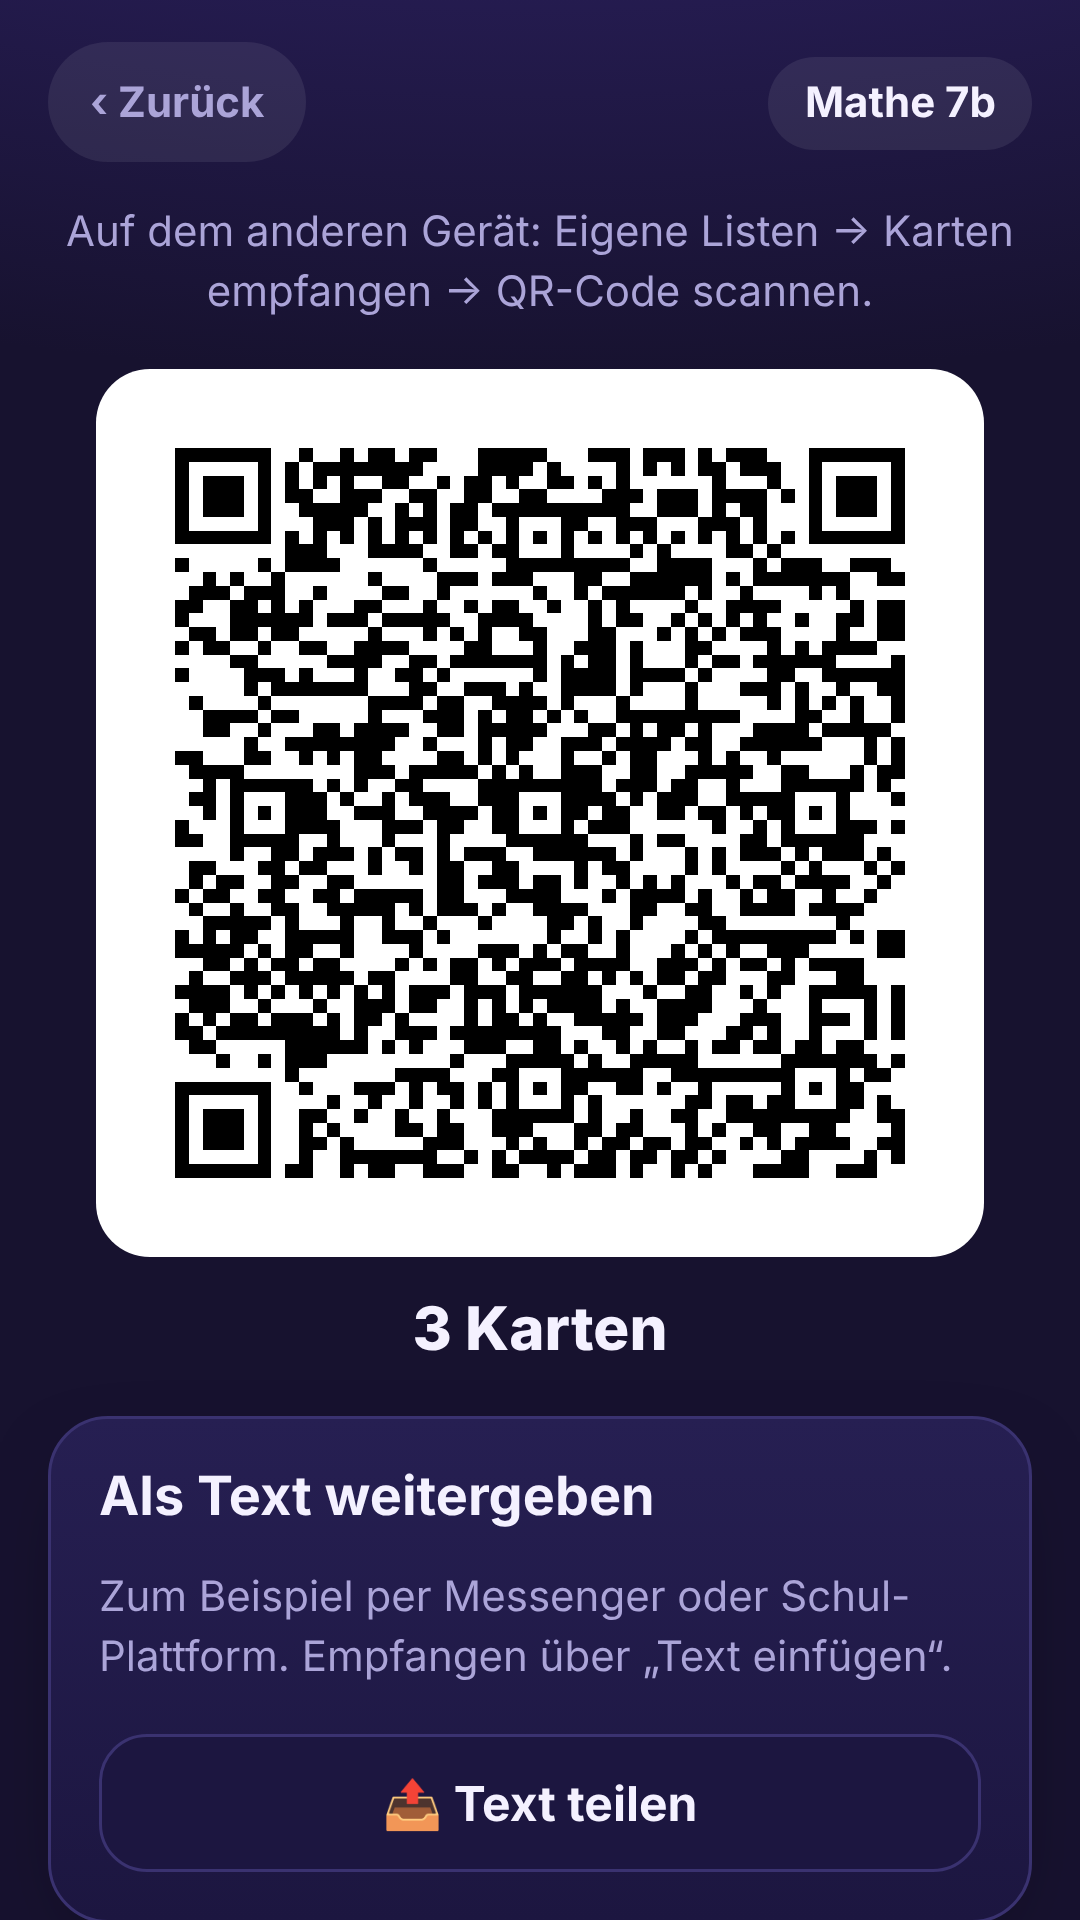 ‹ Zurück
Mathe 7b
Auf dem anderen Gerät: Eigene Listen → Karten
empfangen → QR-Code scannen.
3 Karten
Als Text weitergeben
Zum Beispiel per Messenger oder Schul-
Plattform. Empfangen über „Text einfügen“.
📤 Text teilen